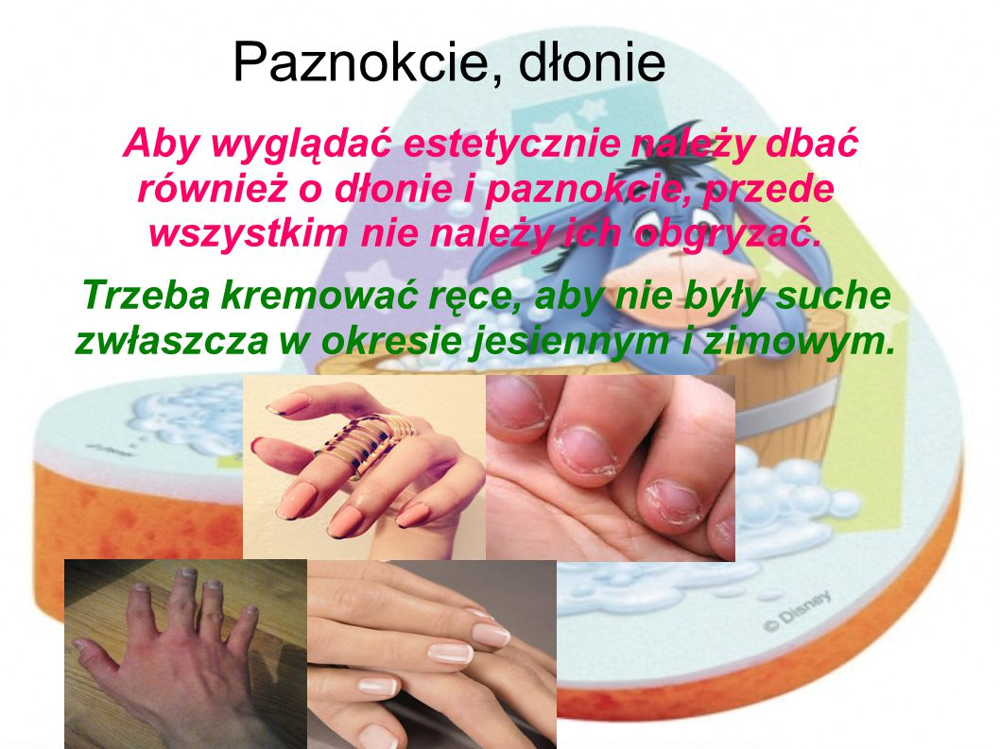 Paznokcie, dłonie
Aby wyglądać estetycznie należy dbać
również o dłonie i paznokcie, przede
wszystkim nie należy ich obgryzać.
Trzeba kremować ręce, aby nie były suche
zwłaszcza w okresie jesiennym i zimowym.
© Disney